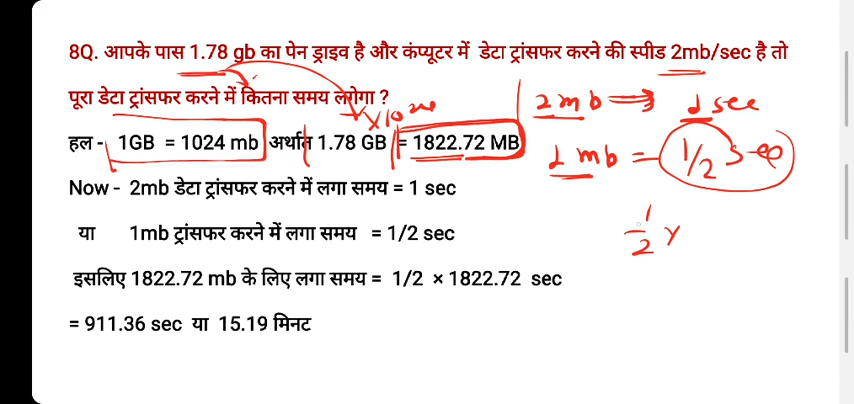 8Q. आपके पास 1.78 gb का पेन ड्राइव है और कंप्यूटर में डेटा ट्रांसफर करने की स्पीड 2mb/sec है तो
पूरा डेटा ट्रांसफर करने में कितना समय लगेगा ?
2mb ⇒ 1 sec
हल - 1GB = 1024 mb अर्थात 1.78 GB = 1822.72 MB
1 mb = 1/2 sec
Now - 2mb डेटा ट्रांसफर करने में लगा समय = 1 sec
या 1mb ट्रांसफर करने में लगा समय = 1/2 sec
1/2 ×
इसलिए 1822.72 mb के लिए लगा समय = 1/2 × 1822.72 sec
= 911.36 sec या 15.19 मिनट